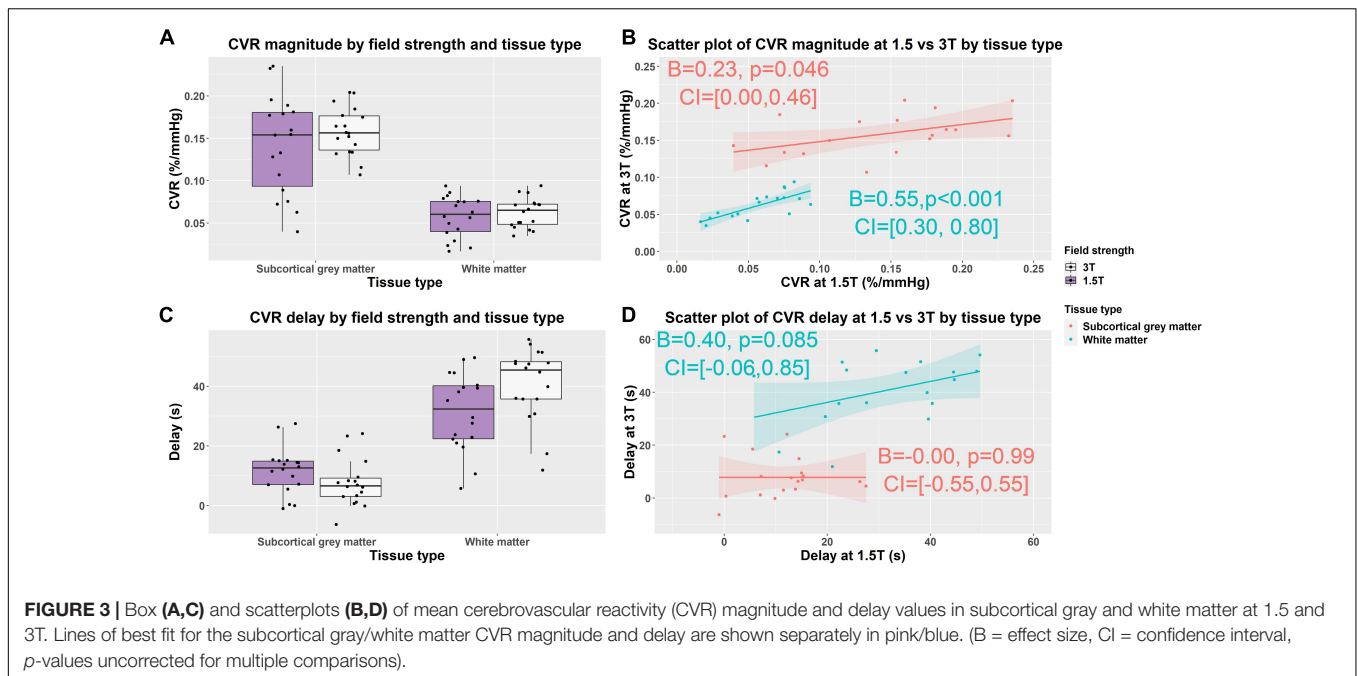 A
CVR magnitude by field strength and tissue type
CVR (%/mmHg)
0.20
0.15
0.10
0.05
Subcortical grey matter
White matter
Tissue type
B
Scatter plot of CVR magnitude at 1.5 vs 3T by tissue type
B=0.23, p=0.046
CI=[0.00,0.46]
B=0.55,p<0.001
CI=[0.30, 0.80]
CVR at 3T (%/mmHg)
0.25
0.20
0.15
0.10
0.05
0.00
0.00
0.05
0.10
0.15
0.20
0.25
CVR at 1.5T (%/mmHg)
Field strength
3T
1.5T
Tissue type
Subcortical grey matter
White matter
C
CVR delay by field strength and tissue type
Delay (s)
40
20
0
Subcortical grey matter
White matter
Tissue type
D
Scatter plot of CVR delay at 1.5 vs 3T by tissue type
B=0.40, p=0.085
CI=[-0.06,0.85]
B=-0.00, p=0.99
CI=[-0.55,0.55]
Delay at 3T (s)
60
40
20
0
0
20
40
60
Delay at 1.5T (s)
FIGURE 3 | Box (A,C) and scatterplots (B,D) of mean cerebrovascular reactivity (CVR) magnitude and delay values in subcortical gray and white matter at 1.5 and
3T. Lines of best fit for the subcortical gray/white matter CVR magnitude and delay are shown separately in pink/blue. (B = effect size, CI = confidence interval,
p-values uncorrected for multiple comparisons).